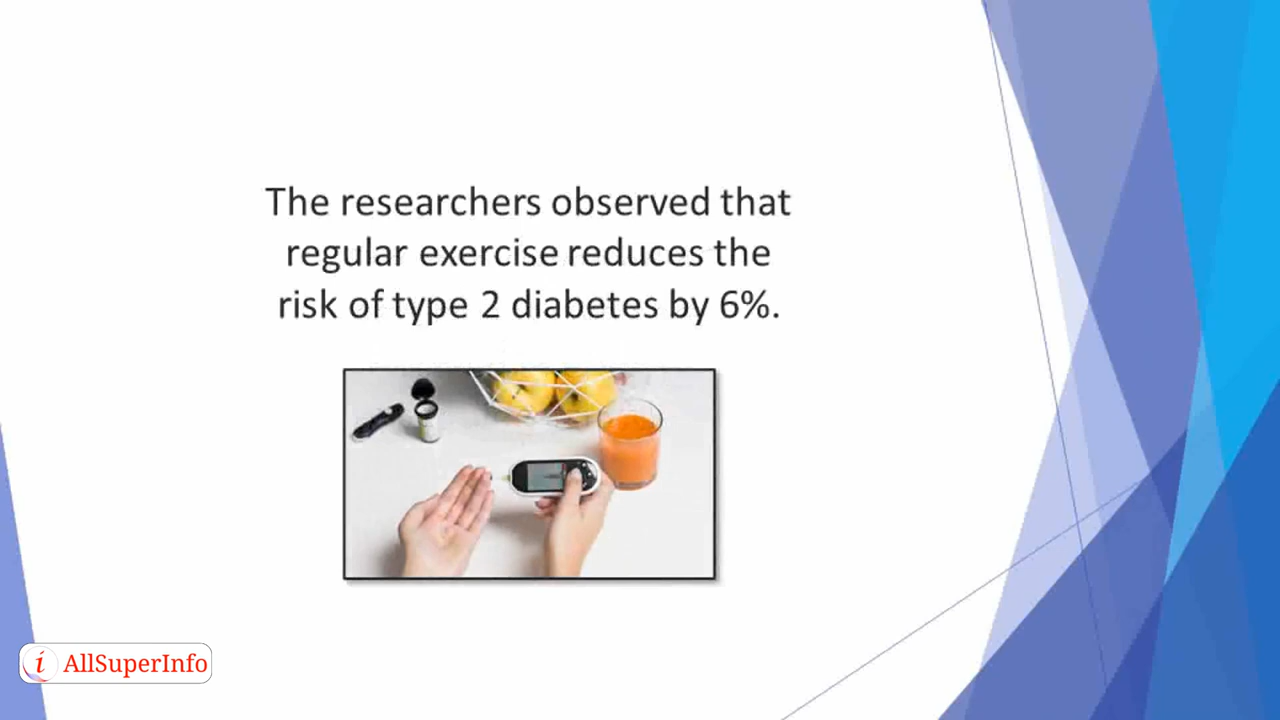 The researchers observed that
regular exercise reduces the
risk of type 2 diabetes by 6%.
i AllSuperInfo